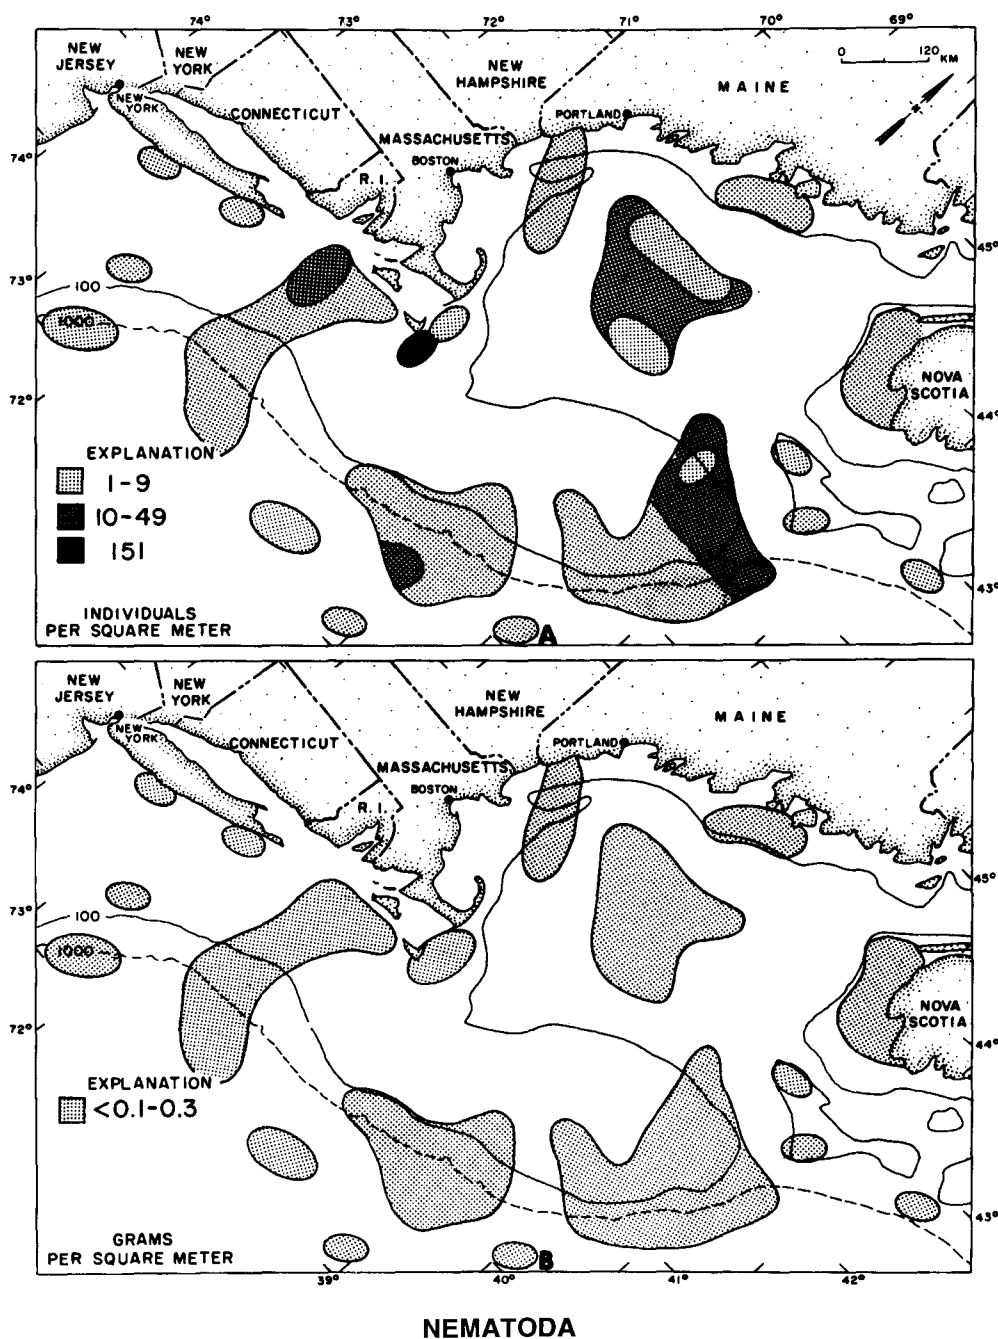 74°
73°
72°
71°
70°
69°
NEW
JERSEY
NEW
YORK
NEW
YORK
CONNECTICUT
NEW
HAMPSHIRE
MASSACHUSETTS
BOSTON
R. I.
PORTLAND
MAINE
0 120
KM
74°
73°
72°
45°
44°
43°
100
1000
NOVA
SCOTIA
EXPLANATION
1-9
10-49
151
INDIVIDUALS
PER SQUARE METER
A
NEW
JERSEY
NEW
YORK
NEW
YORK
CONNECTICUT
NEW
HAMPSHIRE
MASSACHUSETTS
BOSTON
R. I.
PORTLAND
MAINE
74°
73°
72°
45°
44°
43°
100
1000
NOVA
SCOTIA
EXPLANATION
<0.1-0.3
GRAMS
PER SQUARE METER
B
39°
40°
41°
42°
NEMATODA